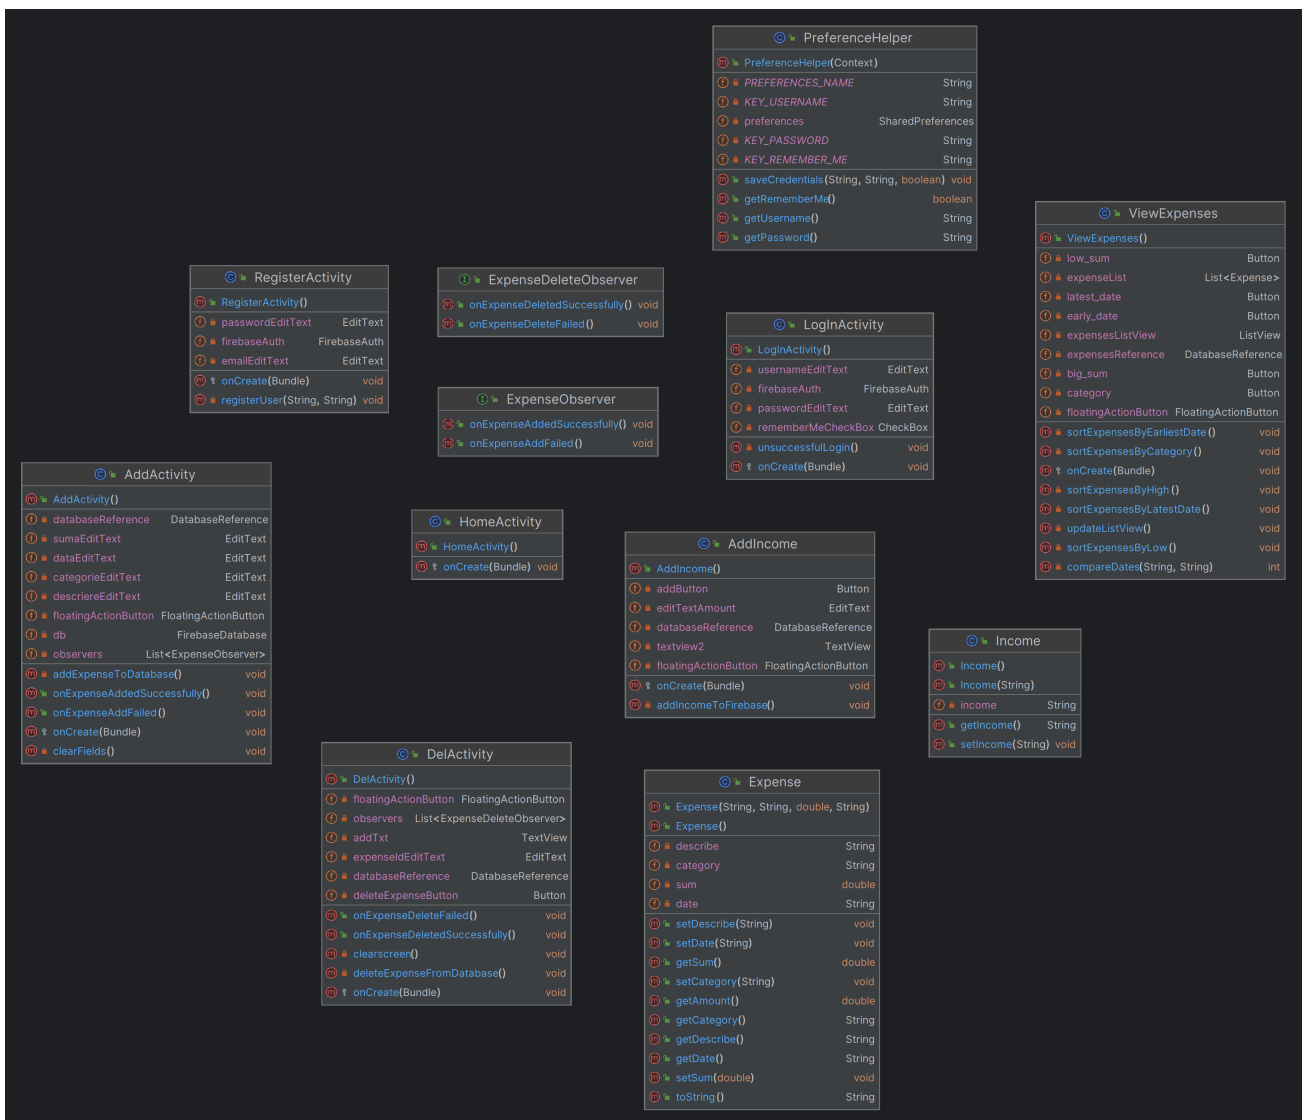 PreferenceHelper
PreferenceHelper(Context)
PREFERENCES_NAME String
KEY_USERNAME String
preferences SharedPreferences
KEY_PASSWORD String
KEY_REMEMBER_ME String
saveCredentials(String, String, boolean) void
getRememberMe() boolean
getUsername() String
getPassword() String
ViewExpenses
ViewExpenses()
low_sum Button
expenseList List<Expense>
latest_date Button
early_date Button
expensesListView ListView
expensesReference DatabaseReference
big_sum Button
category Button
floatingActionButton FloatingActionButton
sortExpensesByEarliestDate() void
sortExpensesByCategory() void
onCreate(Bundle) void
sortExpensesByHigh() void
sortExpensesByLatestDate() void
updateListView() void
sortExpensesByLow() void
compareDates(String, String) int
RegisterActivity
RegisterActivity()
passwordEditText EditText
firebaseAuth FirebaseAuth
emailEditText EditText
onCreate(Bundle) void
registerUser(String, String) void
ExpenseDeleteObserver
onExpenseDeletedSuccessfully() void
onExpenseDeleteFailed() void
LogInActivity
LogInActivity()
usernameEditText EditText
firebaseAuth FirebaseAuth
passwordEditText EditText
rememberMeCheckBox CheckBox
unsuccessfulLogin() void
onCreate(Bundle) void
ExpenseObserver
onExpenseAddedSuccessfully() void
onExpenseAddFailed() void
AddActivity
AddActivity()
databaseReference DatabaseReference
sumaEditText EditText
dataEditText EditText
categorieEditText EditText
descriereEditText EditText
floatingActionButton FloatingActionButton
db FirebaseDatabase
observers List<ExpenseObserver>
addExpenseToDatabase() void
onExpenseAddedSuccessfully() void
onExpenseAddFailed() void
onCreate(Bundle) void
clearFields() void
HomeActivity
HomeActivity()
onCreate(Bundle) void
AddIncome
AddIncome()
addButton Button
editTextAmount EditText
databaseReference DatabaseReference
textview2 TextView
floatingActionButton FloatingActionButton
onCreate(Bundle) void
addIncomeToFirebase() void
Income
Income()
Income(String)
income String
getIncome() String
setIncome(String) void
DelActivity
DelActivity()
floatingActionButton FloatingActionButton
observers List<ExpenseDeleteObserver>
addTxt TextView
expenseIdEditText EditText
databaseReference DatabaseReference
deleteExpenseButton Button
onExpenseDeleteFailed() void
onExpenseDeletedSuccessfully() void
clearscreen() void
deleteExpenseFromDatabase() void
onCreate(Bundle) void
Expense
Expense(String, String, double, String)
Expense()
describe String
category String
sum double
date String
setDescribe(String) void
setDate(String) void
getSum() double
setCategory(String) void
getAmount() double
getCategory() String
getDescribe() String
getDate() String
setSum(double) void
toString() String